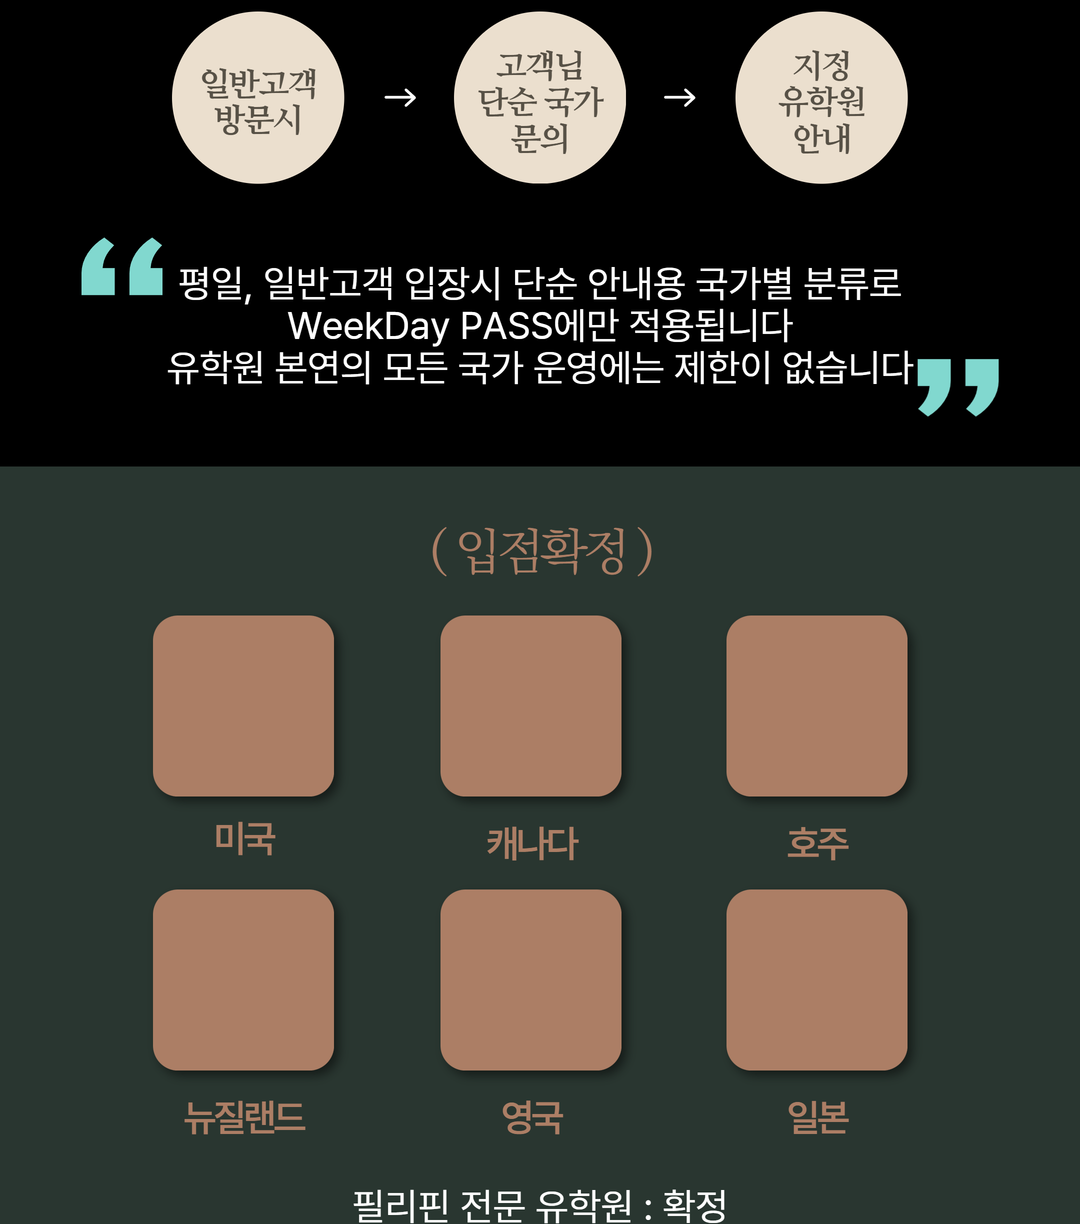 일반고객
방문시
→
고객님
단순 국가
문의
→
지정
유학원
안내
“ 평일, 일반고객 입장시 단순 안내용 국가별 분류로
WeekDay PASS에만 적용됩니다
유학원 본연의 모든 국가 운영에는 제한이 없습니다 ”
( 입점확정 )
미국
캐나다
호주
뉴질랜드
영국
일본
필리핀 전문 유학원 : 확정